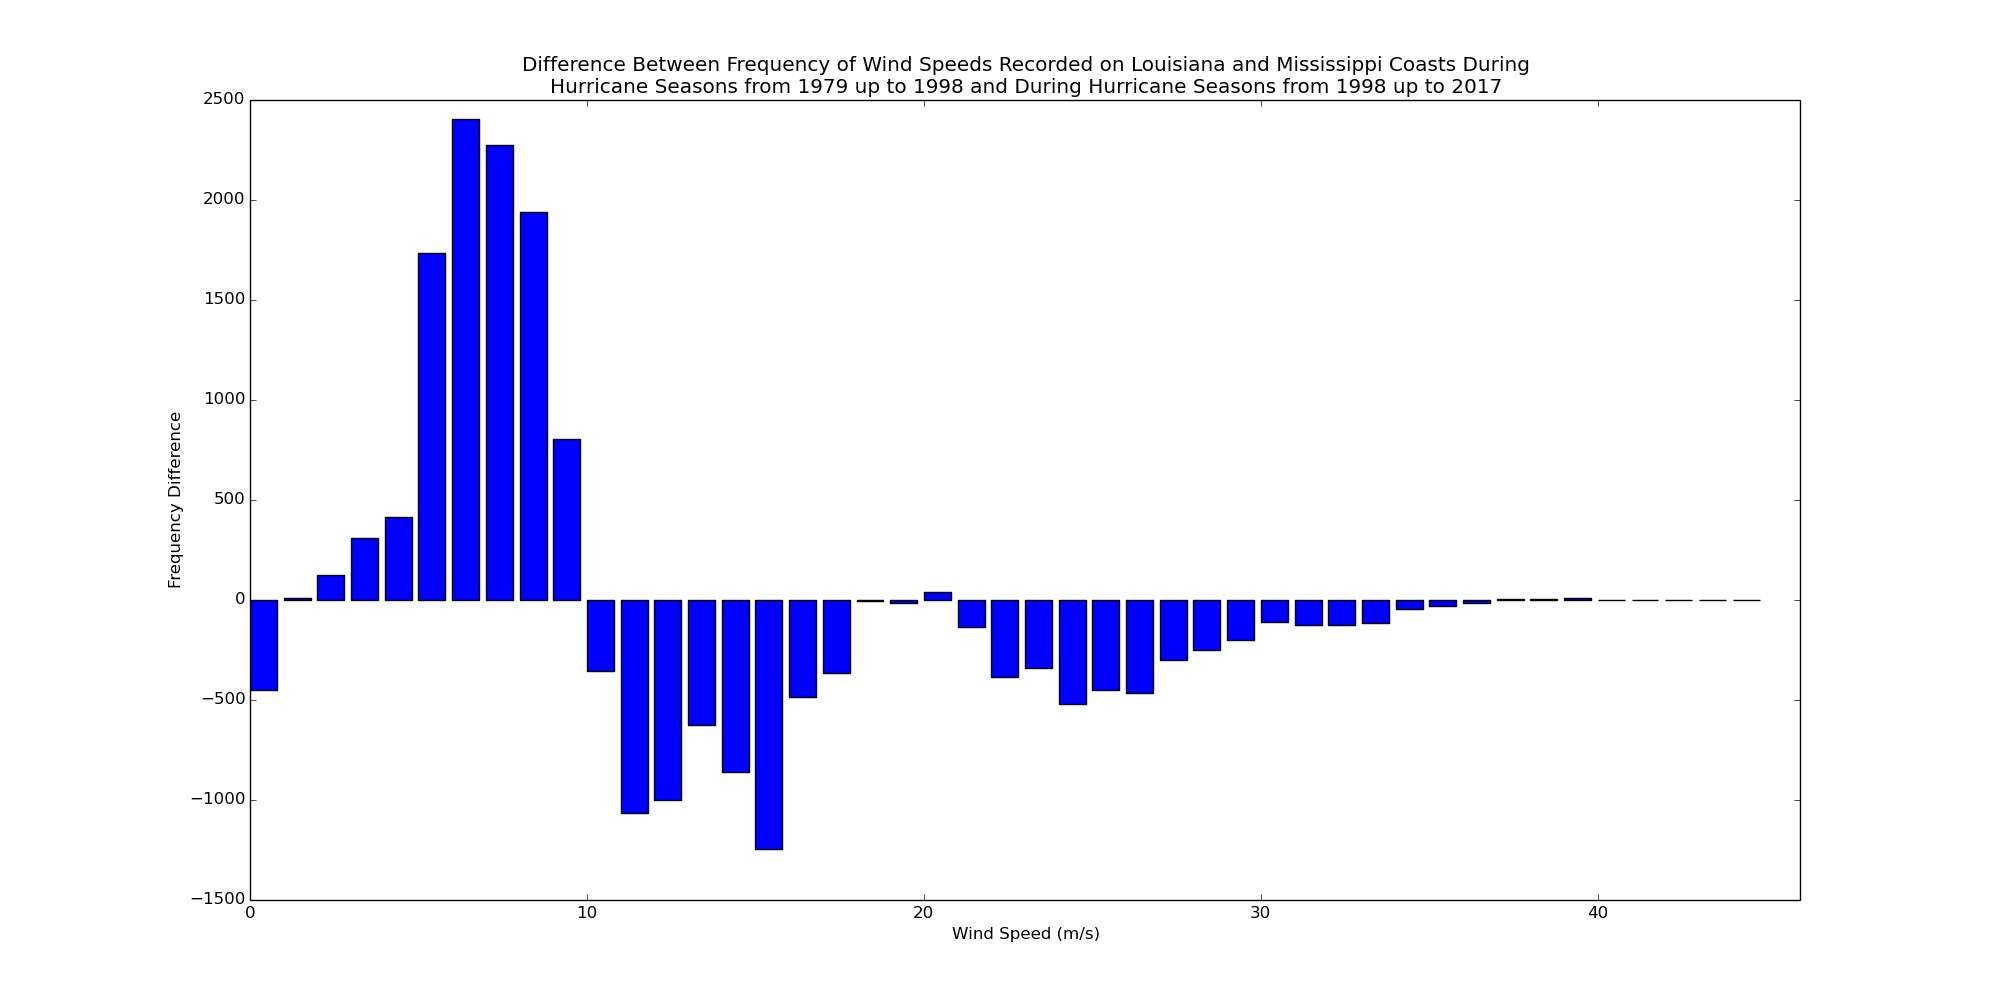 Difference Between Frequency of Wind Speeds Recorded on Louisiana and Mississippi Coasts During
Hurricane Seasons from 1979 up to 1998 and During Hurricane Seasons from 1998 up to 2017
2500
2000
1500
1000
500
0
−500
−1000
−1500
Frequency Difference
0 10 20 30 40
Wind Speed (m/s)